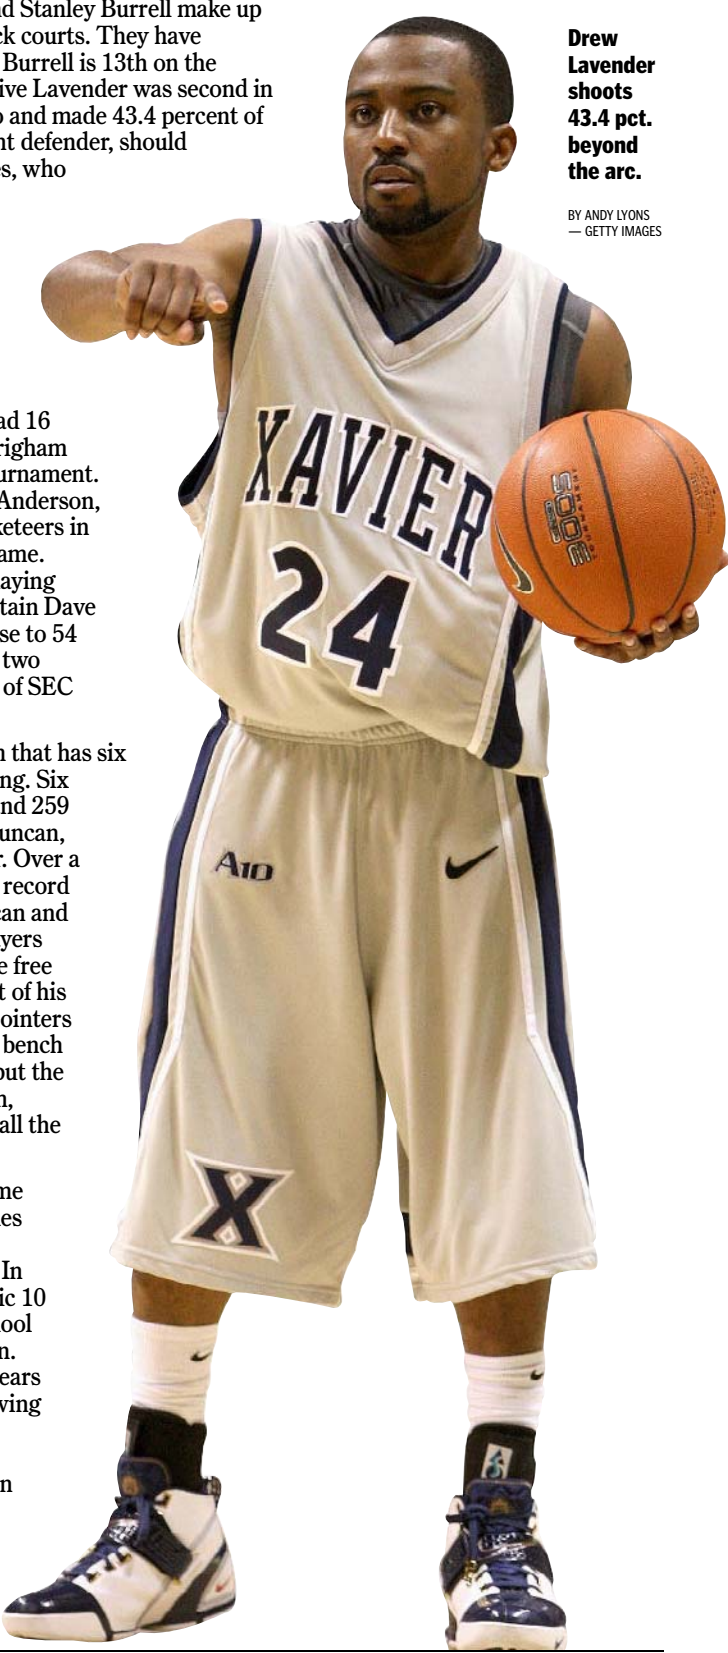 nd Stanley Burrell make up
ck courts. They have
Burrell is 13th on the
ive Lavender was second in
o and made 43.4 percent of
nt defender, should
es, who
Drew
Lavender
shoots
43.4 pct.
beyond
the arc.
BY ANDY LYONS
— GETTY IMAGES
ad 16
righam
urnament.
Anderson,
keteers in
ame.
aying
tain Dave
se to 54
two
of SEC
n that has six
ng. Six
nd 259
uncan,
r. Over a
record
can and
yers
e free
t of his
ointers
bench
out the
n,
all the
me
es
In
ic 10
ool
n.
ears
ving
n
XAVIER
24
A10
X